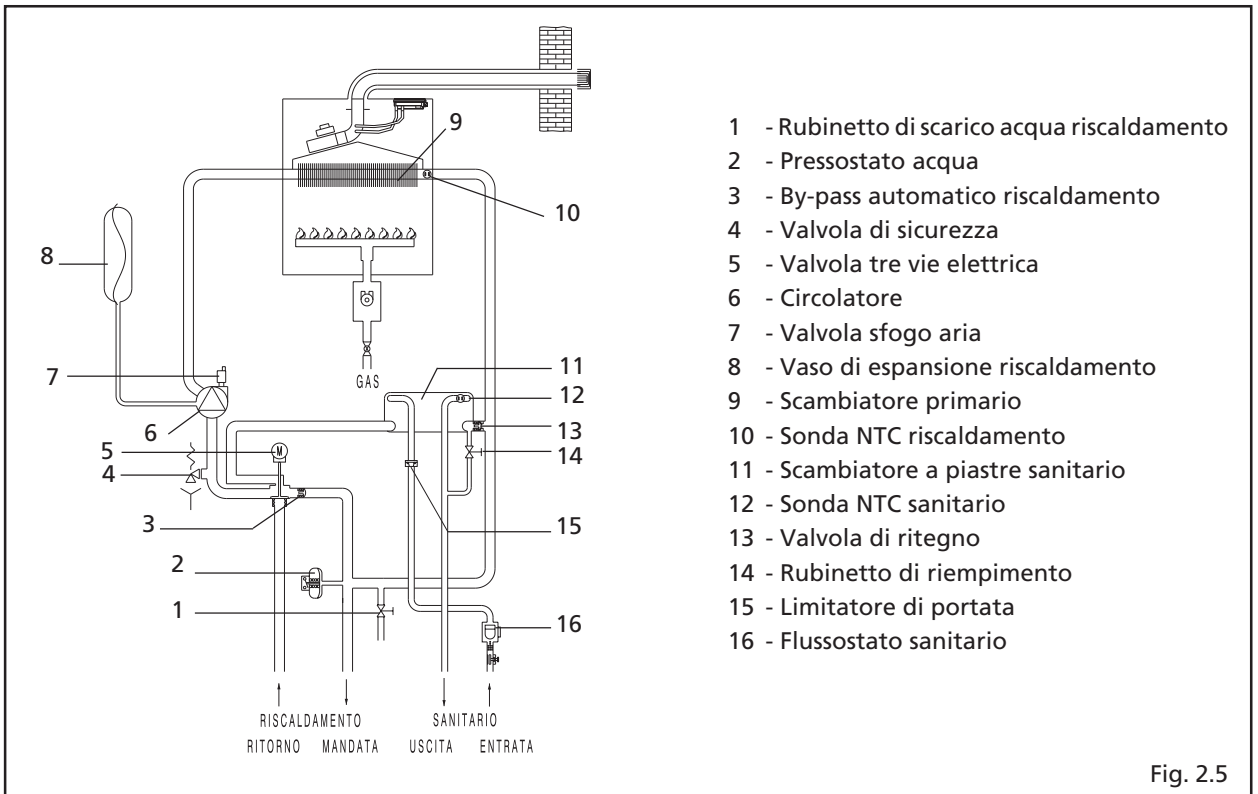 9
10
8
7
6
5
4
3
2
1
GAS
11
12
13
14
15
16
M
RISCALDAMENTO SANITARIO
RITORNO MANDATA USCITA ENTRATA
1 - Rubinetto di scarico acqua riscaldamento
2 - Pressostato acqua
3 - By-pass automatico riscaldamento
4 - Valvola di sicurezza
5 - Valvola tre vie elettrica
6 - Circolatore
7 - Valvola sfogo aria
8 - Vaso di espansione riscaldamento
9 - Scambiatore primario
10 - Sonda NTC riscaldamento
11 - Scambiatore a piastre sanitario
12 - Sonda NTC sanitario
13 - Valvola di ritegno
14 - Rubinetto di riempimento
15 - Limitatore di portata
16 - Flussostato sanitario
Fig. 2.5